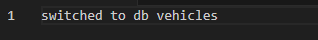 1 switched to db vehicles